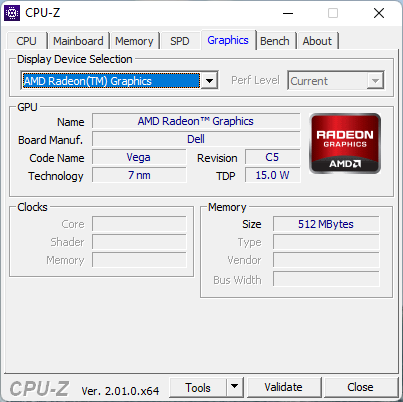 CPU-Z
CPU Mainboard Memory SPD Graphics Bench About
Display Device Selection
AMD Radeon(TM) Graphics Perf Level Current
GPU
Name AMD Radeon™ Graphics
Board Manuf. Dell
Code Name Vega Revision C5
Technology 7 nm TDP 15.0 W
RADEON
GRAPHICS
AMD
Clocks
Core
Shader
Memory
Memory
Size 512 MBytes
Type
Vendor
Bus Width
CPU-Z Ver. 2.01.0.x64 Tools Validate Close